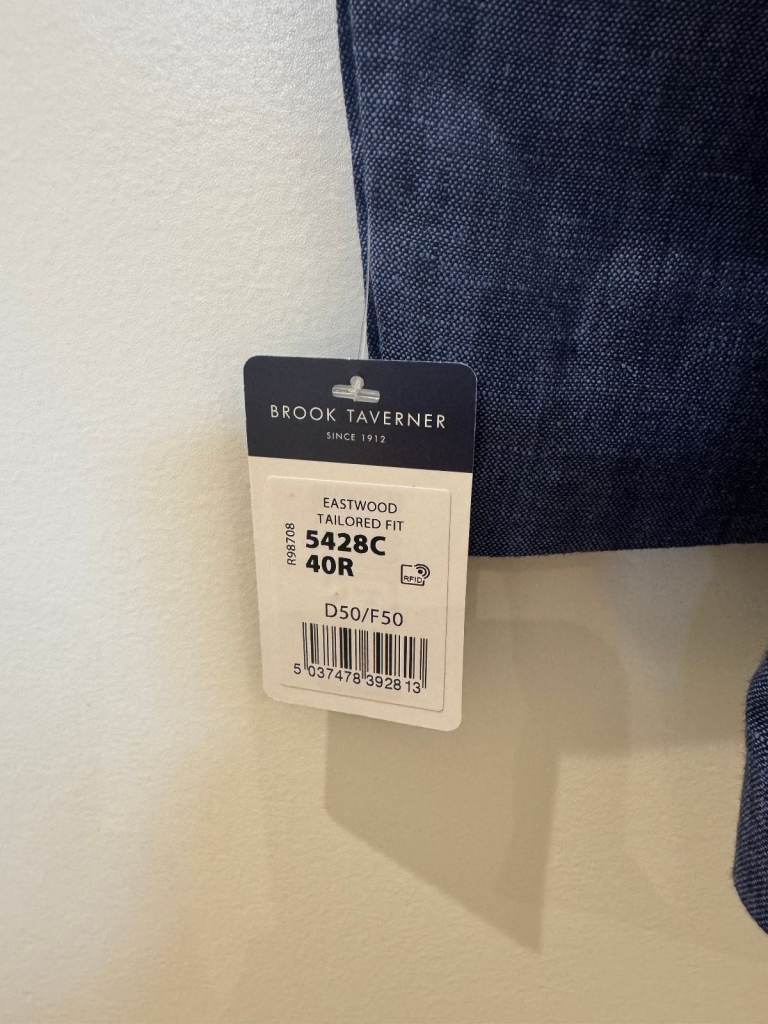 BROOK TAVERNER
SINCE 1912
EASTWOOD
TAILORED FIT
R98708
5428C
40R
RFID
D50/F50
5 037478 392813